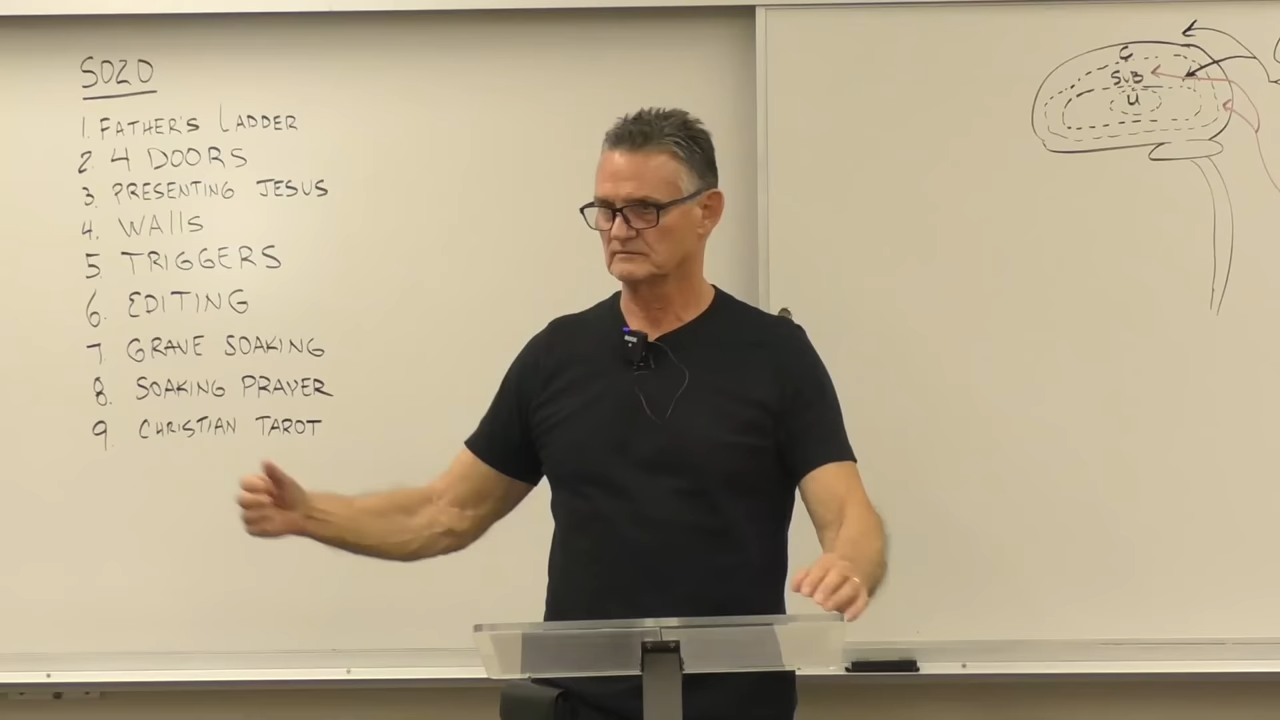 SOZO
1. FATHER'S LADDER
2. 4 DOORS
3. PRESENTING JESUS
4. WALLS
5 TRIGGERS
6. EDITING
7 GRAVE SOAKING
8. SOAKING PRAYER
9. CHRISTIAN TAROT
C
SUB
U